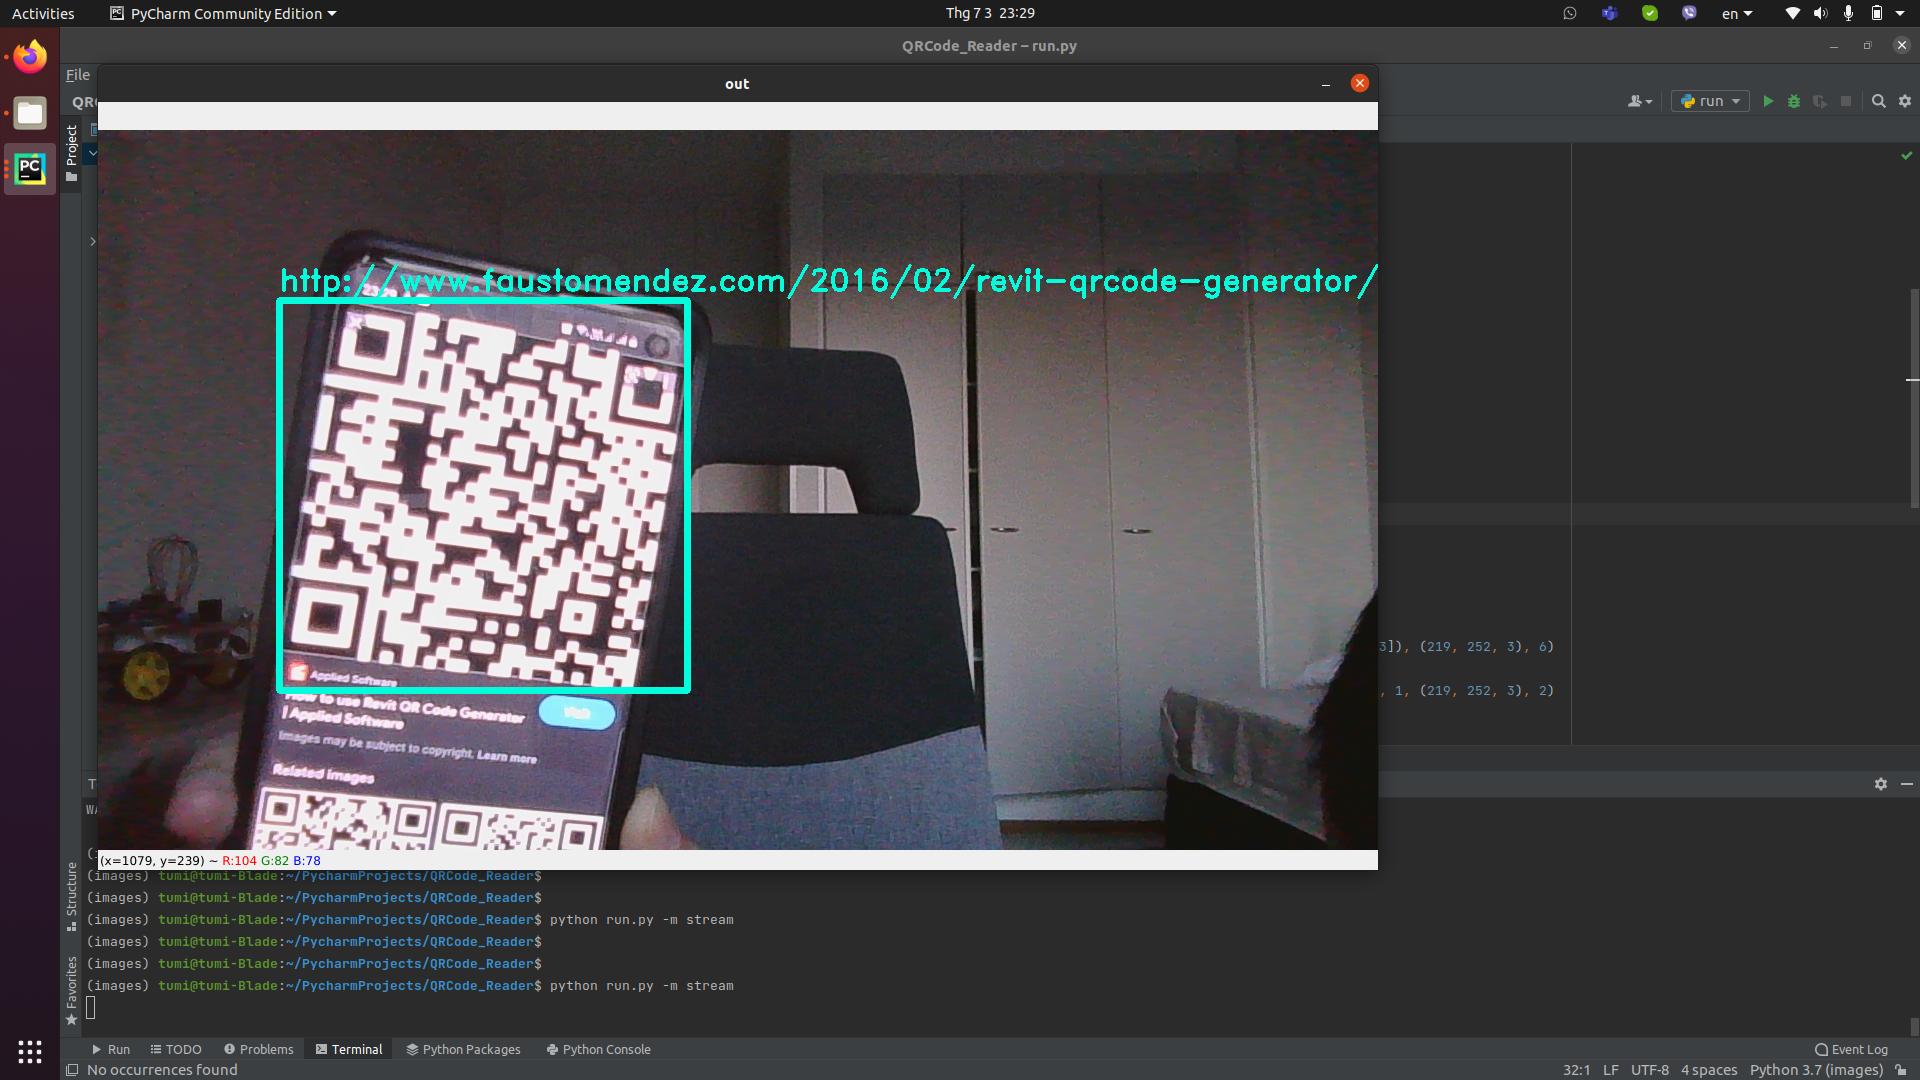 Activities
PyCharm Community Edition
Thg 7 3 23:29
en
QRCode_Reader – run.py
File
out
run
Project
http://www.faustomendez.com/2016/02/revit-qrcode-generator/
3]), (219, 252, 3), 6)
, 1, (219, 252, 3), 2)
Applied Software
How to use Revit QR Code Generator
| Applied Software
Visit
Images may be subject to copyright. Learn more
Related images
(x=1079, y=239) ~ R:104 G:82 B:78
(images) tumi@tumi-Blade:~/PycharmProjects/QRCode_Reader$
(images) tumi@tumi-Blade:~/PycharmProjects/QRCode_Reader$
(images) tumi@tumi-Blade:~/PycharmProjects/QRCode_Reader$ python run.py -m stream
(images) tumi@tumi-Blade:~/PycharmProjects/QRCode_Reader$
(images) tumi@tumi-Blade:~/PycharmProjects/QRCode_Reader$
(images) tumi@tumi-Blade:~/PycharmProjects/QRCode_Reader$ python run.py -m stream
Structure
Favorites
Run
TODO
Problems
Terminal
Python Packages
Python Console
Event Log
No occurrences found
32:1 LF UTF-8 4 spaces Python 3.7 (images)